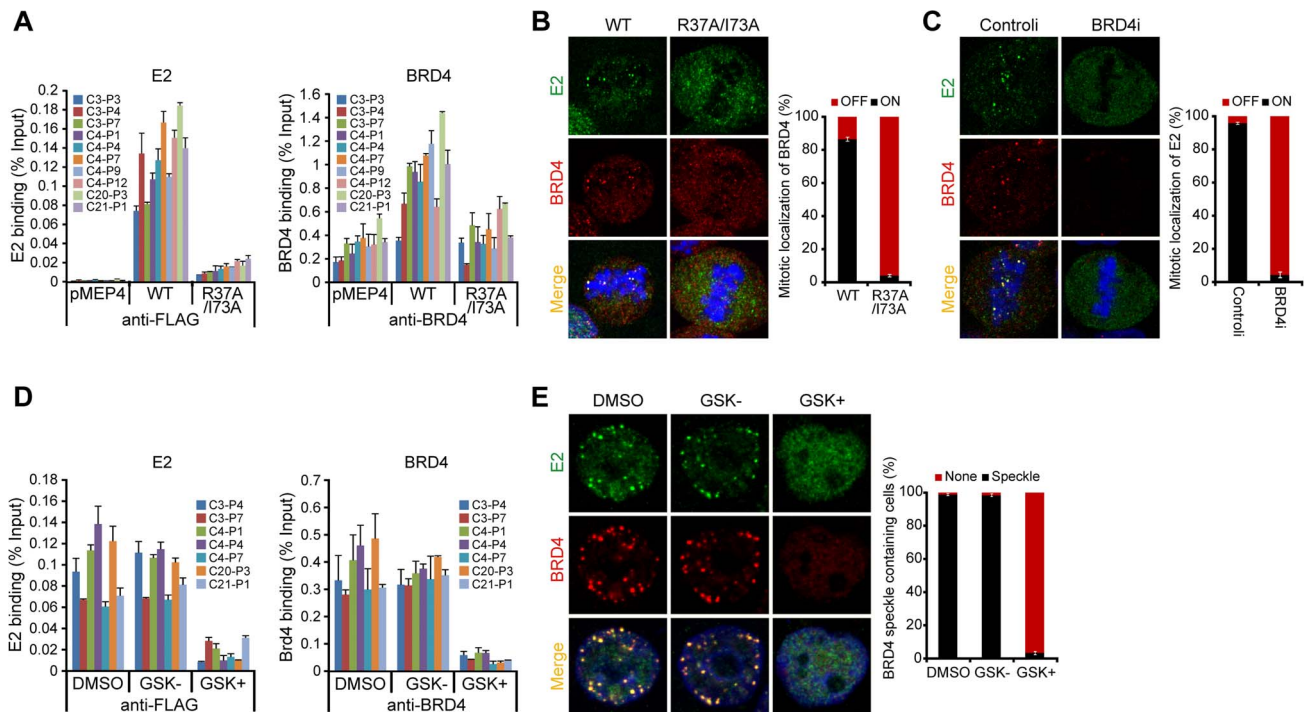 A
E2
E2 binding (% Input)
0.2
0.18
0.16
0.14
0.12
0.1
0.08
0.06
0.04
0.02
0
C3-P3
C3-P4
C3-P7
C4-P1
C4-P4
C4-P7
C4-P9
C4-P12
C20-P3
C21-P1
pMEP4 WT R37A
/I73A
anti-FLAG
BRD4
BRD4 binding (% Input)
1.6
1.4
1.2
1
0.8
0.6
0.4
0.2
0
C3-P3
C3-P4
C3-P7
C4-P1
C4-P4
C4-P7
C4-P9
C4-P12
C20-P3
C21-P1
pMEP4 WT R37A
/I73A
anti-BRD4
B
WT R37A/I73A
E2
BRD4
Merge
OFF ON
Mitotic localization of BRD4 (%)
100
80
60
40
20
0
WT R37A
/I73A
C
Controli BRD4i
E2
BRD4
Merge
OFF ON
Mitotic localization of E2 (%)
100
80
60
40
20
0
Controli
BRD4i
D
E2
E2 binding (% Input)
0.18
0.16
0.14
0.12
0.1
0.08
0.06
0.04
0.02
0
C3-P4
C3-P7
C4-P1
C4-P4
C4-P7
C20-P3
C21-P1
DMSO GSK- GSK+
anti-FLAG
BRD4
Brd4 binding (% Input)
0.7
0.6
0.5
0.4
0.3
0.2
0.1
0
C3-P4
C3-P7
C4-P1
C4-P4
C4-P7
C20-P3
C21-P1
DMSO GSK- GSK+
anti-BRD4
E
DMSO GSK- GSK+
E2
BRD4
Merge
None Speckle
BRD4 speckle containing cells (%)
100
80
60
40
20
0
DMSO GSK- GSK+